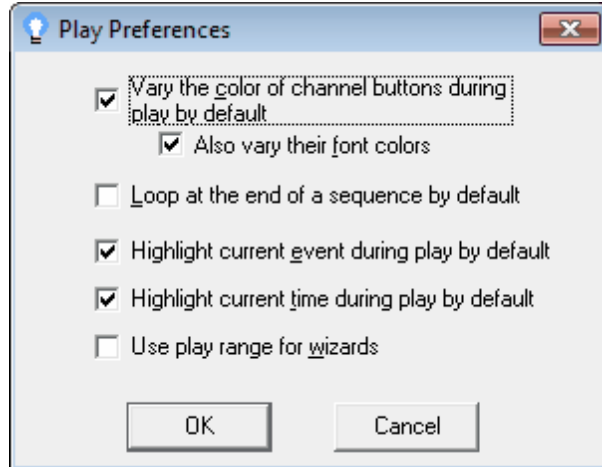 Play Preferences
Vary the color of channel buttons during
play by default
Also vary their font colors
Loop at the end of a sequence by default
Highlight current event during play by default
Highlight current time during play by default
Use play range for wizards
OK
Cancel